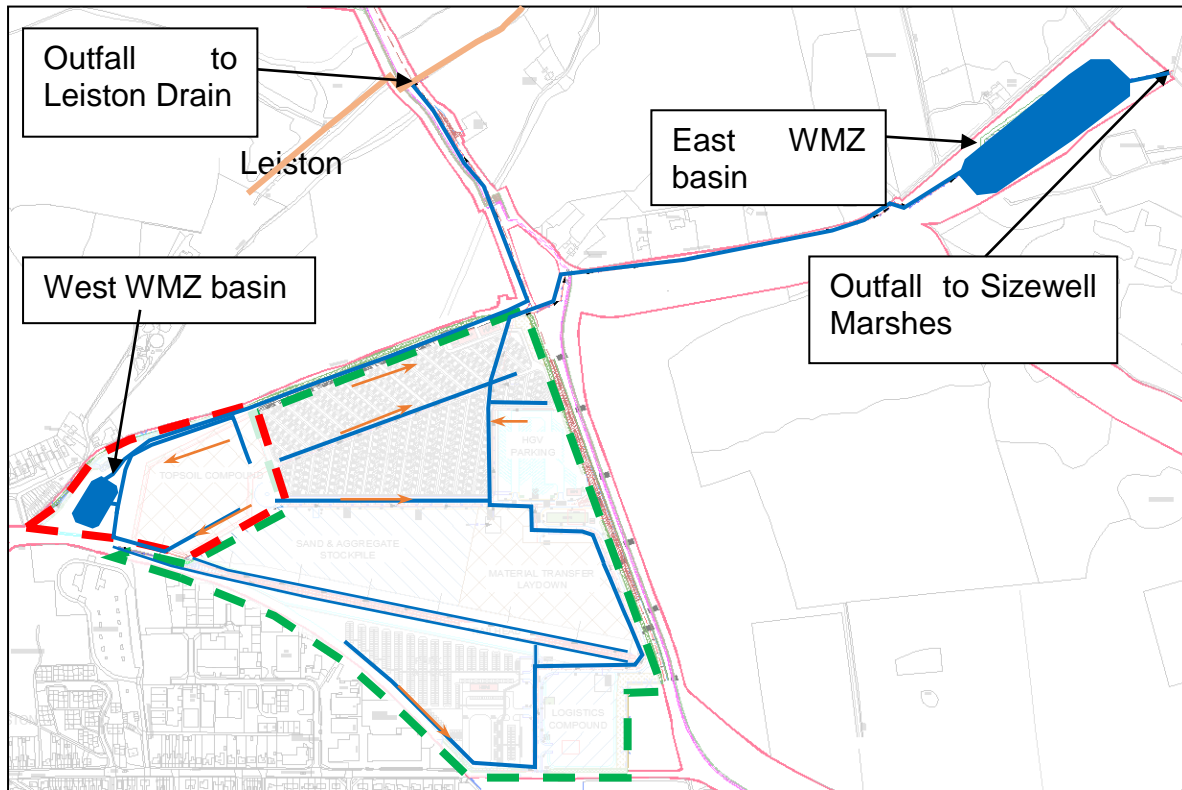 Outfall to
Leiston Drain
Leiston
East WMZ
basin
West WMZ basin
Outfall to Sizewell
Marshes
HGV
PARKING
TOPSOIL COMPOUND
SAND & AGGREGATE
STOCKPILE
MATERIAL TRANSFER
LAYDOWN
LOGISTICS
COMPOUND